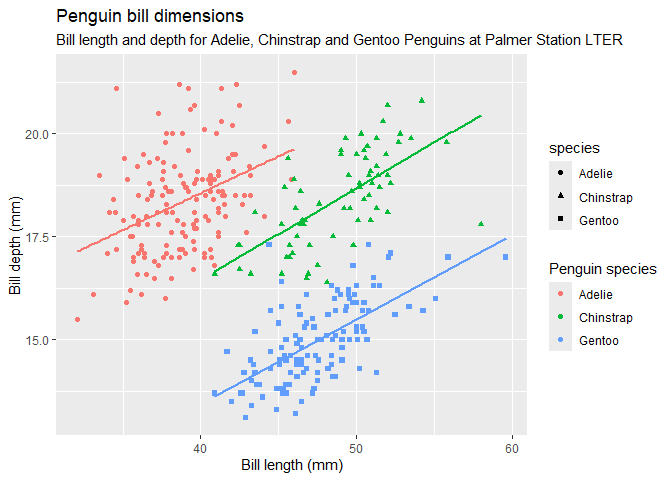 Penguin bill dimensions
Bill length and depth for Adelie, Chinstrap and Gentoo Penguins at Palmer Station LTER
Bill depth (mm)
20.0
17.5
15.0
40
50
60
Bill length (mm)
species
Adelie
Chinstrap
Gentoo
Penguin species
Adelie
Chinstrap
Gentoo